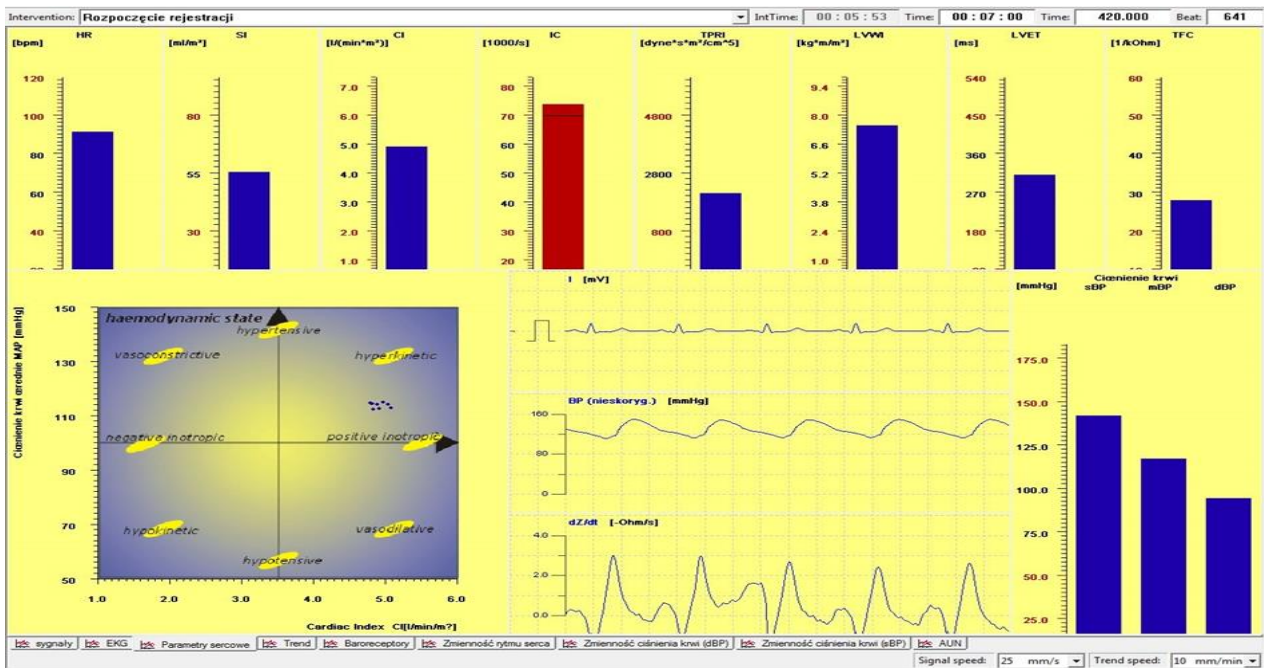 Intervention: Rozpoczęcie rejestracji IntTime: 00:05:53 Time: 00:07:00 Time: 420.000 Beat: 641
HR SI CI IC TPRI LVWI LVET TFC
[bpm] [ml/m²] [l/(min*m²)] [1000/s] [dyne*s*m²/cm^5] [kg*m/m²] [ms] [1/kOhm]
120 7.0 80 9.4 540 60
100 80 6.0 70 4800 8.0 450 50
80 5.0 60 6.6 360 40
60 55 4.0 50 2800 5.2 270 30
40 30 3.0 40 800 3.8 180 20
2.0 30 2.4
1.0 20 1.0
haemodynamic state
hypertensive
vasoconstrictive hyperkinetic
negative inotropic positive inotropic
hypokinetic vasodilative
hypotensive
Ciœnienie krwi œrednie MAP [mmHg]
150
130
110
90
70
50
1.0 2.0 3.0 4.0 5.0 6.0
Cardiac Index CI[l/min/m?]
I [mV]
BP (nieskoryg.) [mmHg]
160
80
0
dZ/dt [-Ohm/s]
4.0
2.0
0.0
Ciœnienie krwi
[mmHg] sBP mBP dBP
175.0
150.0
125.0
100.0
75.0
50.0
25.0
sygnały EKG Parametry sercowe Trend Baroreceptory Zmienność rytmu serca Zmienność ciśnienia krwi (dBP) Zmienność ciśnienia krwi (sBP) AUN
Signal speed: 25 mm/s Trend speed: 10 mm/min